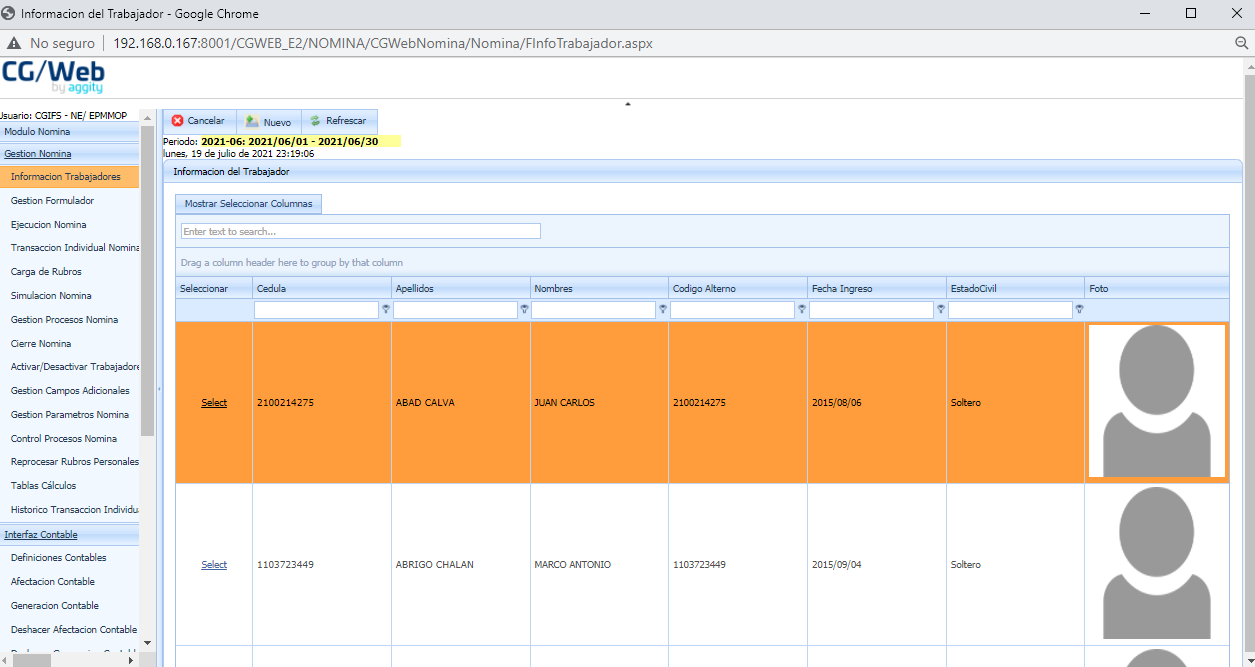 Informacion del Trabajador - Google Chrome
No seguro | 192.168.0.167:8001/CGWEB_E2/NOMINA/CGWebNomina/Nomina/FInfoTrabajador.aspx
CG/Web
by aggity
Usuario: CGIFS - NE/ EPMMOP
Modulo Nomina
Gestion Nomina
Informacion Trabajadores
Gestion Formulador
Ejecucion Nomina
Transaccion Individual Nomina
Carga de Rubros
Simulacion Nomina
Gestion Procesos Nomina
Cierre Nomina
Activar/Desactivar Trabajadore
Gestion Campos Adicionales
Gestion Parametros Nomina
Control Procesos Nomina
Reprocesar Rubros Personales
Tablas Cálculos
Historico Transaccion Individu
Interfaz Contable
Definiciones Contables
Afectacion Contable
Generacion Contable
Deshacer Afectacion Contable
Cancelar Nuevo Refrescar
Periodo: 2021-06: 2021/06/01 - 2021/06/30
lunes, 19 de julio de 2021 23:19:06
Informacion del Trabajador
Mostrar Seleccionar Columnas
Enter text to search...
Drag a column header here to group by that column
Seleccionar Cedula Apellidos Nombres Codigo Alterno Fecha Ingreso EstadoCivil Foto
Select 2100214275 ABAD CALVA JUAN CARLOS 2100214275 2015/08/06 Soltero
Select 1103723449 ABRIGO CHALAN MARCO ANTONIO 1103723449 2015/09/04 Soltero